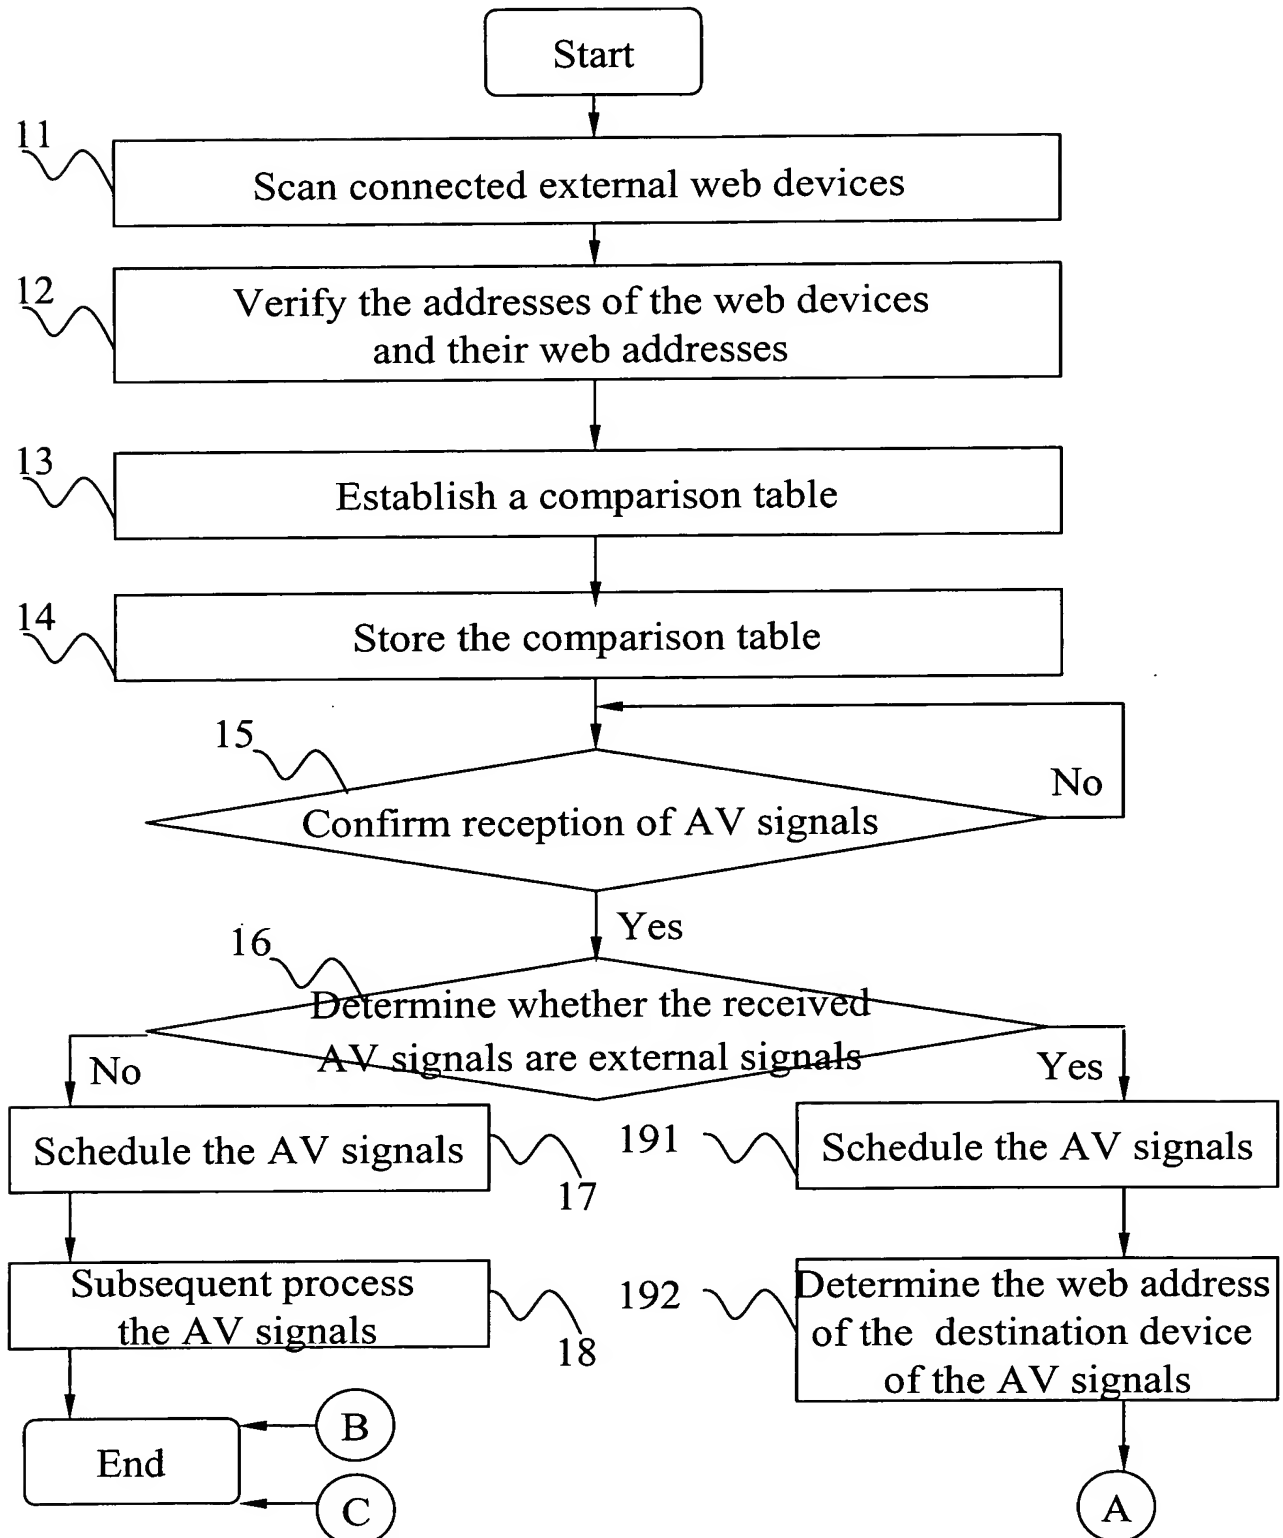 Start
11
Scan connected external web devices
12
Verify the addresses of the web devices
and their web addresses
13
Establish a comparison table
14
Store the comparison table
15
No
Confirm reception of AV signals
Yes
16
Determine whether the received
AV signals are external signals
No
Yes
Schedule the AV signals
17
191
Schedule the AV signals
Subsequent process
the AV signals
18
192
Determine the web address
of the destination device
of the AV signals
B
End
C
A